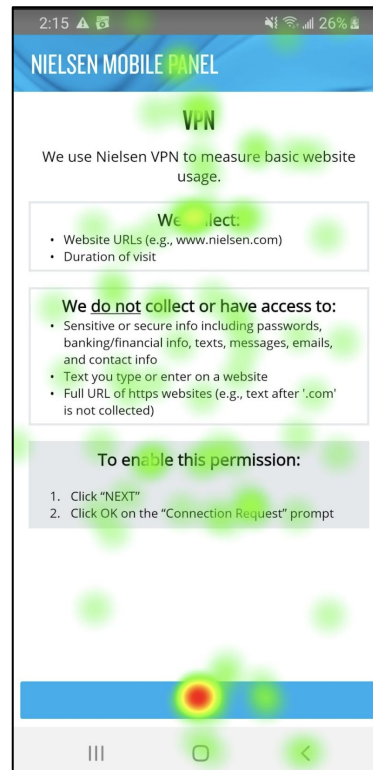 2:15 26%
NIELSEN MOBILE PANEL
VPN
We use Nielsen VPN to measure basic website
usage.
We collect:
• Website URLs (e.g., www.nielsen.com)
• Duration of visit
We do not collect or have access to:
• Sensitive or secure info including passwords,
banking/financial info, texts, messages, emails,
and contact info
• Text you type or enter on a website
• Full URL of https websites (e.g., text after '.com'
is not collected)
To enable this permission:
1. Click “NEXT”
2. Click OK on the “Connection Request” prompt